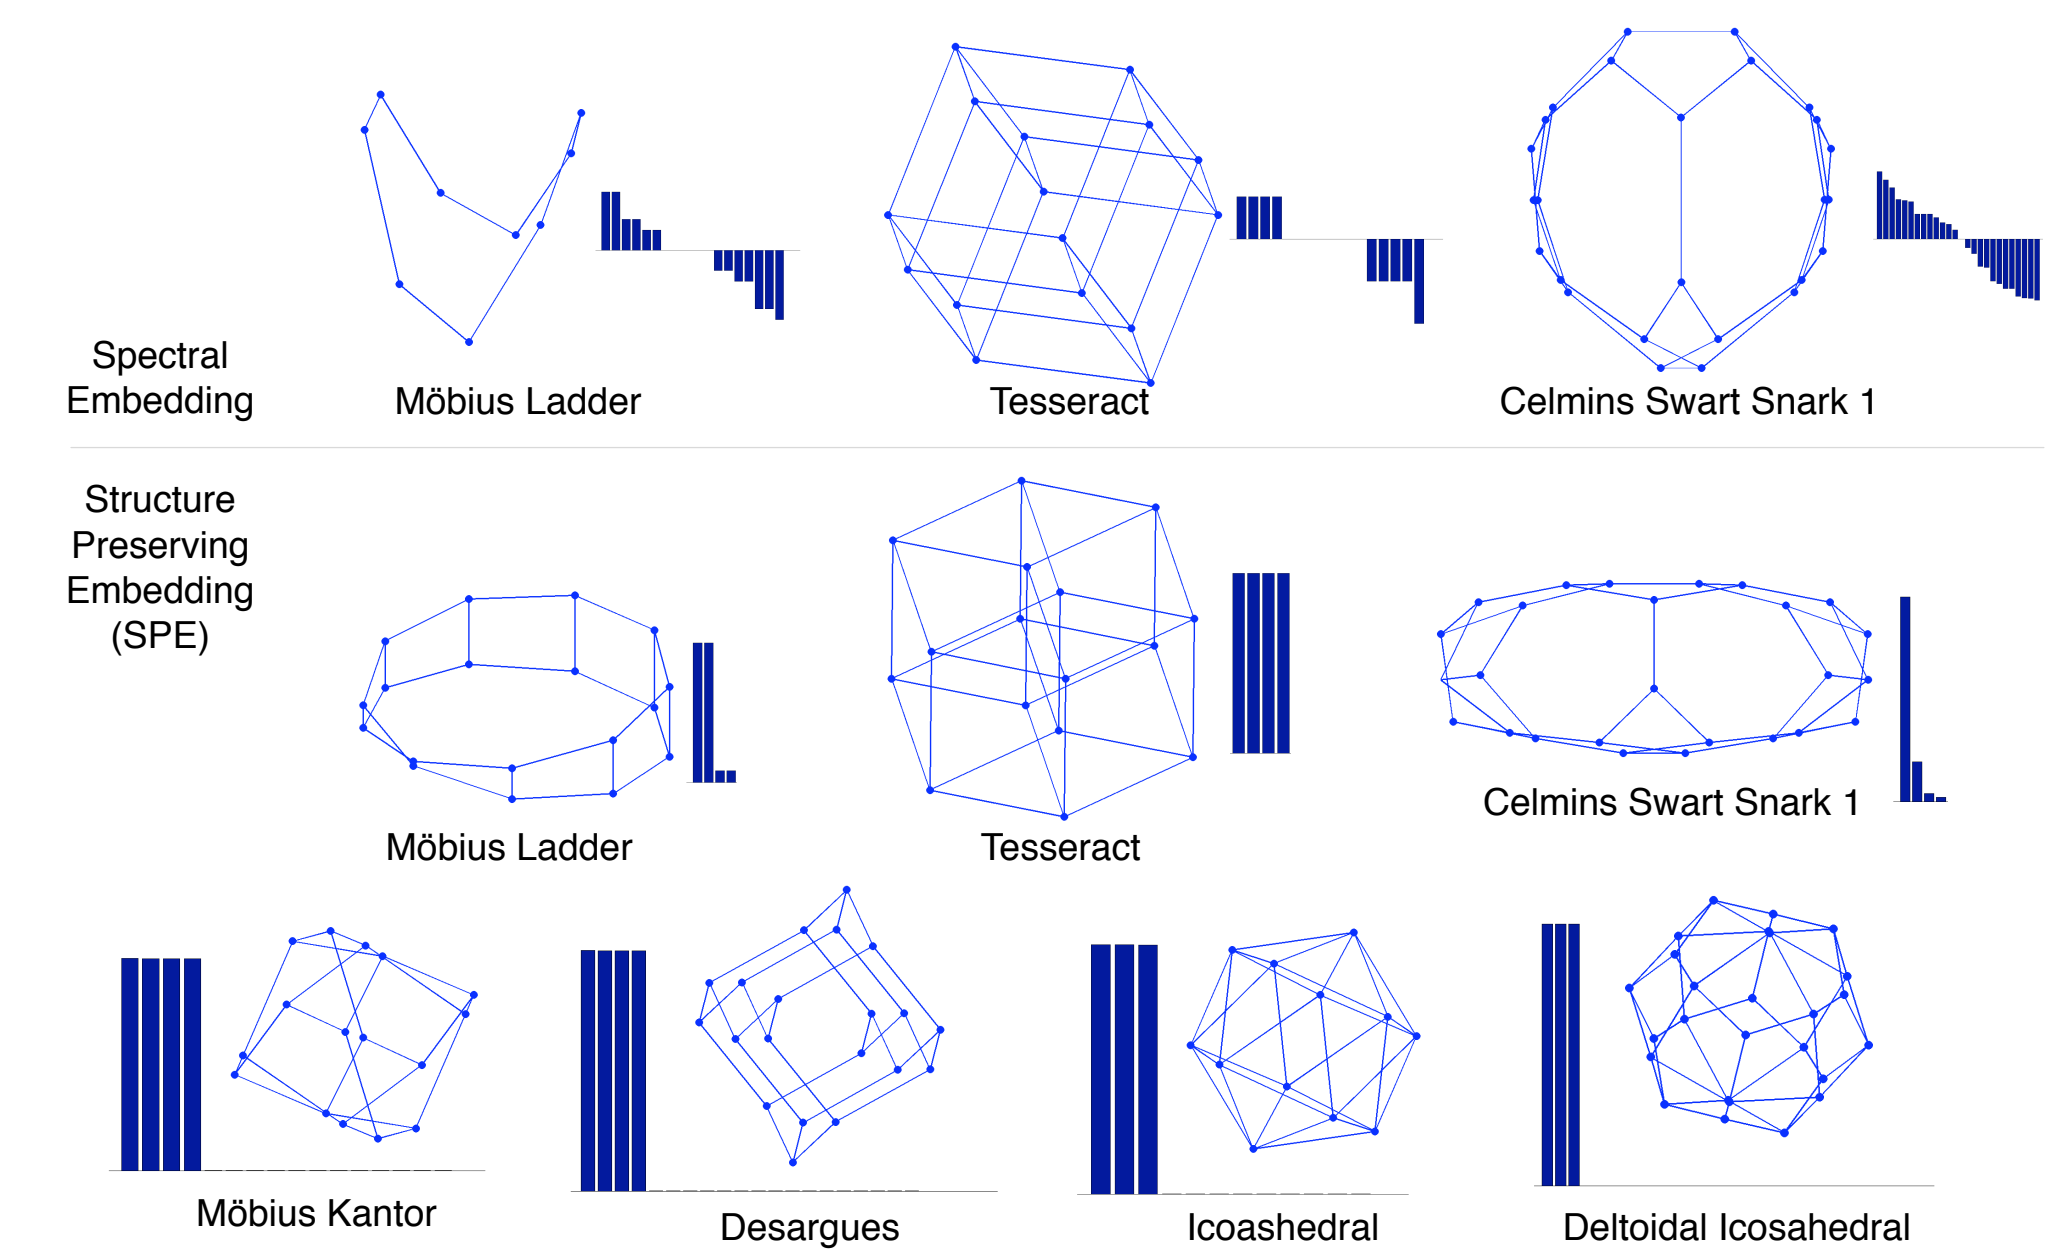 Spectral
Embedding
Möbius Ladder
Tesseract
Celmins Swart Snark 1
Structure
Preserving
Embedding
(SPE)
Möbius Ladder
Tesseract
Celmins Swart Snark 1
Möbius Kantor
Desargues
Icoashedral
Deltoidal Icosahedral